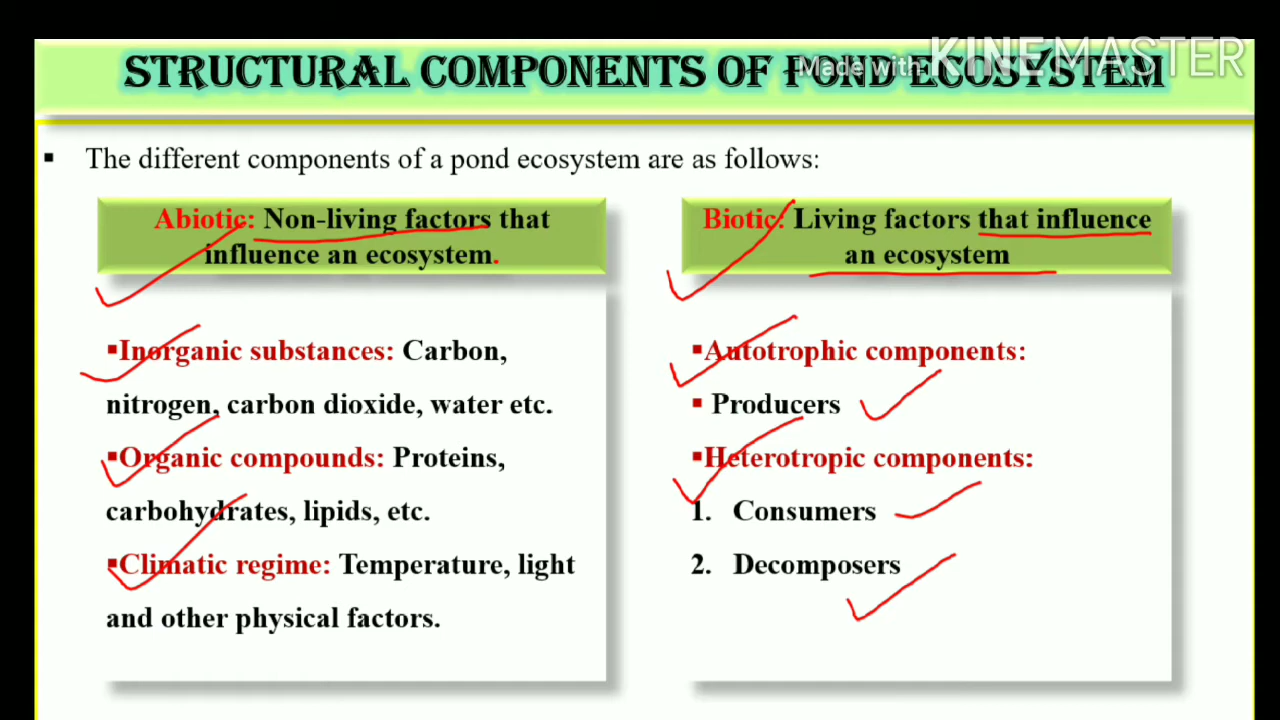 STRUCTURAL COMPONENTS OF POND ECOSYSTEM
Made with KINEMASTER
▪ The different components of a pond ecosystem are as follows:
Abiotic: Non-living factors that
influence an ecosystem.
▪Inorganic substances: Carbon,
nitrogen, carbon dioxide, water etc.
▪Organic compounds: Proteins,
carbohydrates, lipids, etc.
▪Climatic regime: Temperature, light
and other physical factors.
Biotic: Living factors that influence
an ecosystem
▪Autotrophic components:
▪ Producers
▪Heterotropic components:
1. Consumers
2. Decomposers